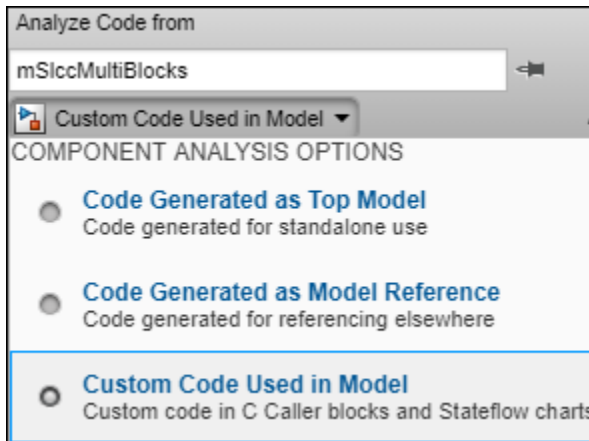 Analyze Code from
mSlccMultiBlocks
Custom Code Used in Model
COMPONENT ANALYSIS OPTIONS
Code Generated as Top Model
Code generated for standalone use
Code Generated as Model Reference
Code generated for referencing elsewhere
Custom Code Used in Model
Custom code in C Caller blocks and Stateflow charts